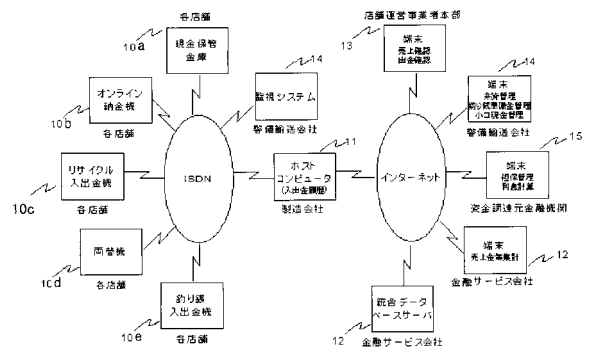 各店舗
10a
現金保管
金庫
14
監視システム
警備輸送会社
オンライン
納金機
10b
各店舗
リサイクル
入出金機
10c
各店舗
両替機
10d
各店舗
釣り銭
入出金機
10e
各店舗
ISDN
11
ホスト
コンピュータ
(入出金履歴)
製造会社
インターネット
店舗運営事業者本部
13
端末
売上確認
出金確認
14
端末
釣り銭準備金管理
小口現金管理
警備輸送会社
15
端末
担保管理
利息計算
資金調達元金融機関
端末
売上金等集計
12
金融サービス会社
統合データ
ベースサーバ
12
金融サービス会社